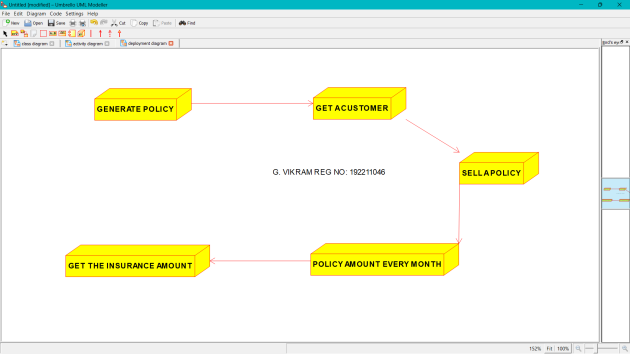 Untitled [modified] – Umbrello UML Modeller
File Edit Diagram Code Settings Help
New Open Save Cut Copy Paste Find
class diagram activity diagram deployment diagram
GENERATE POLICY
GET ACUSTOMER
SELL A POLICY
G. VIKRAM REG NO: 192211046
GET THE INSURANCE AMOUNT
POLICY AMOUNT EVERY MONTH
152% Fit 100%